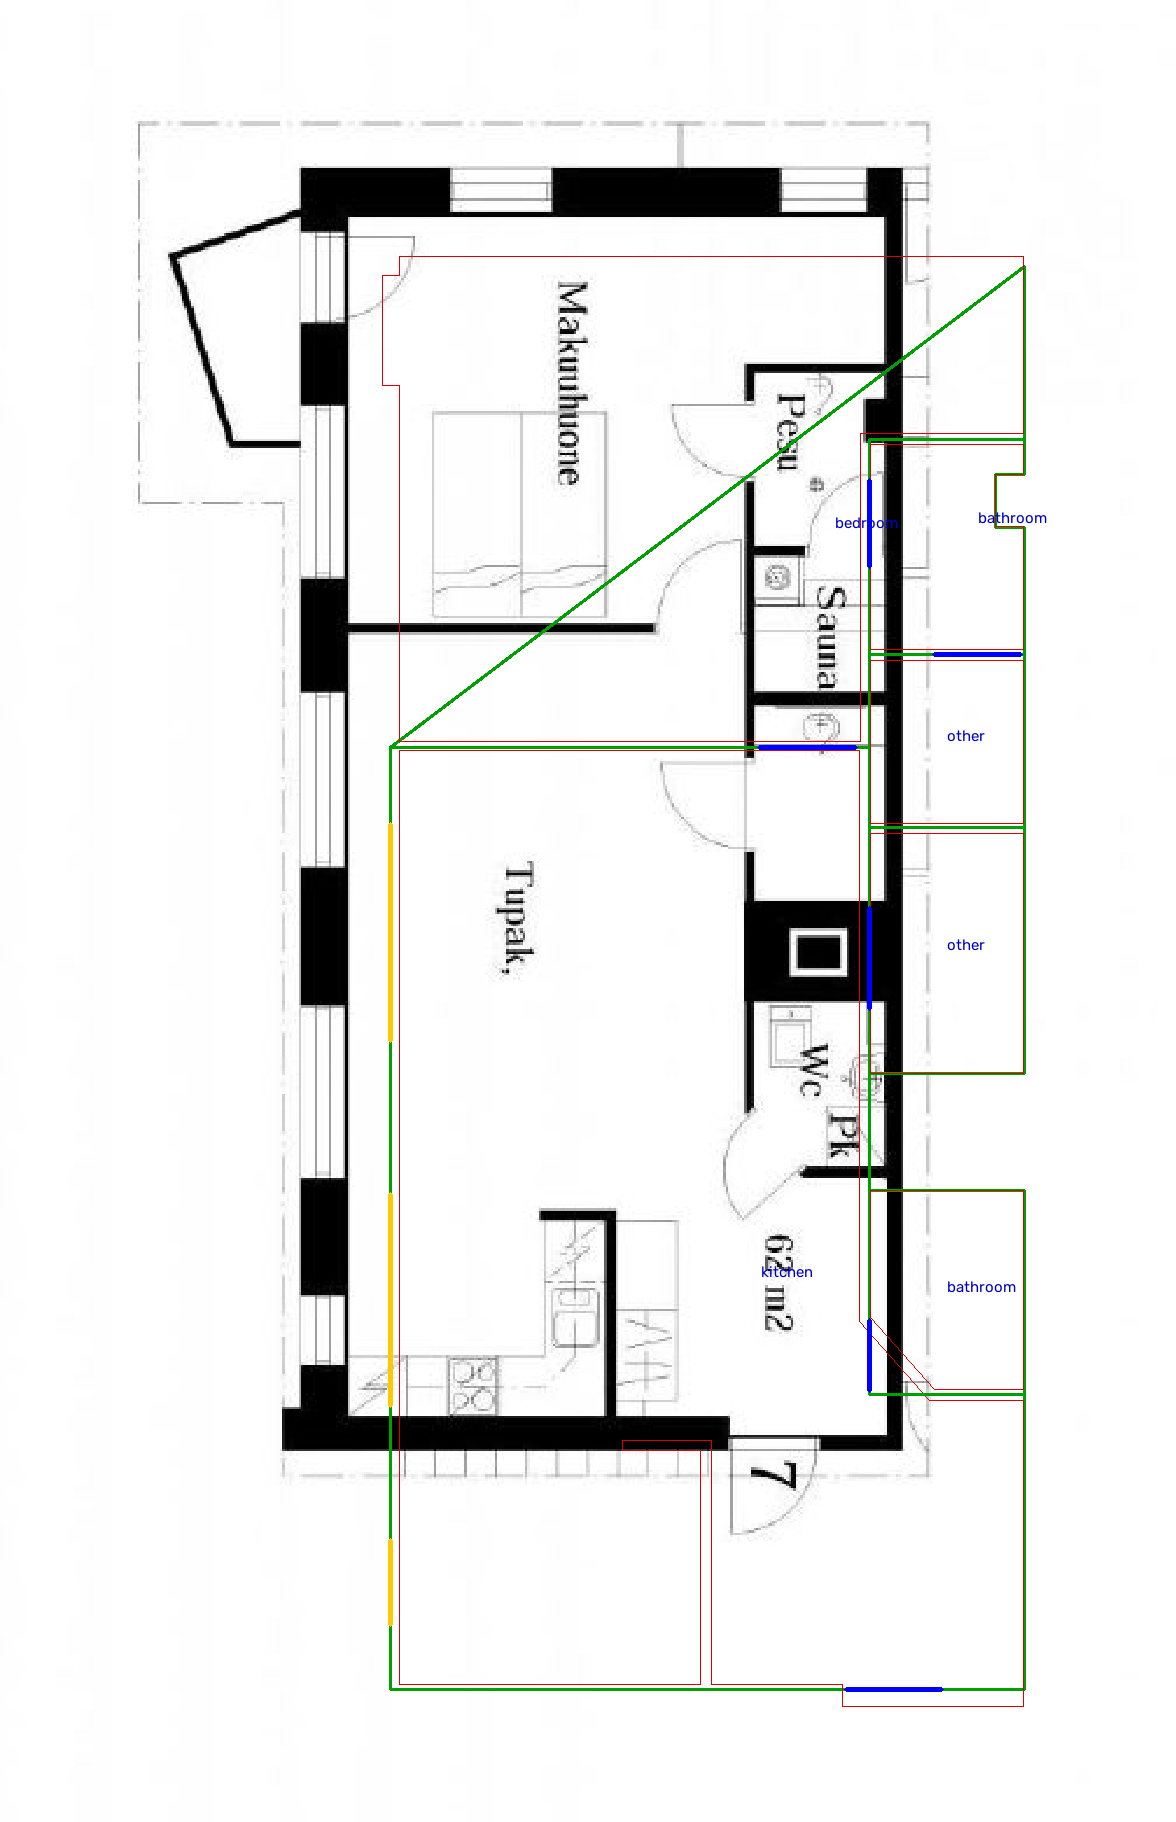 Makuuhuone
Pesu
bedroom
bathroom
Sauna
other
Tupak,
other
Wc
Pk
62 m2
kitchen
bathroom
7